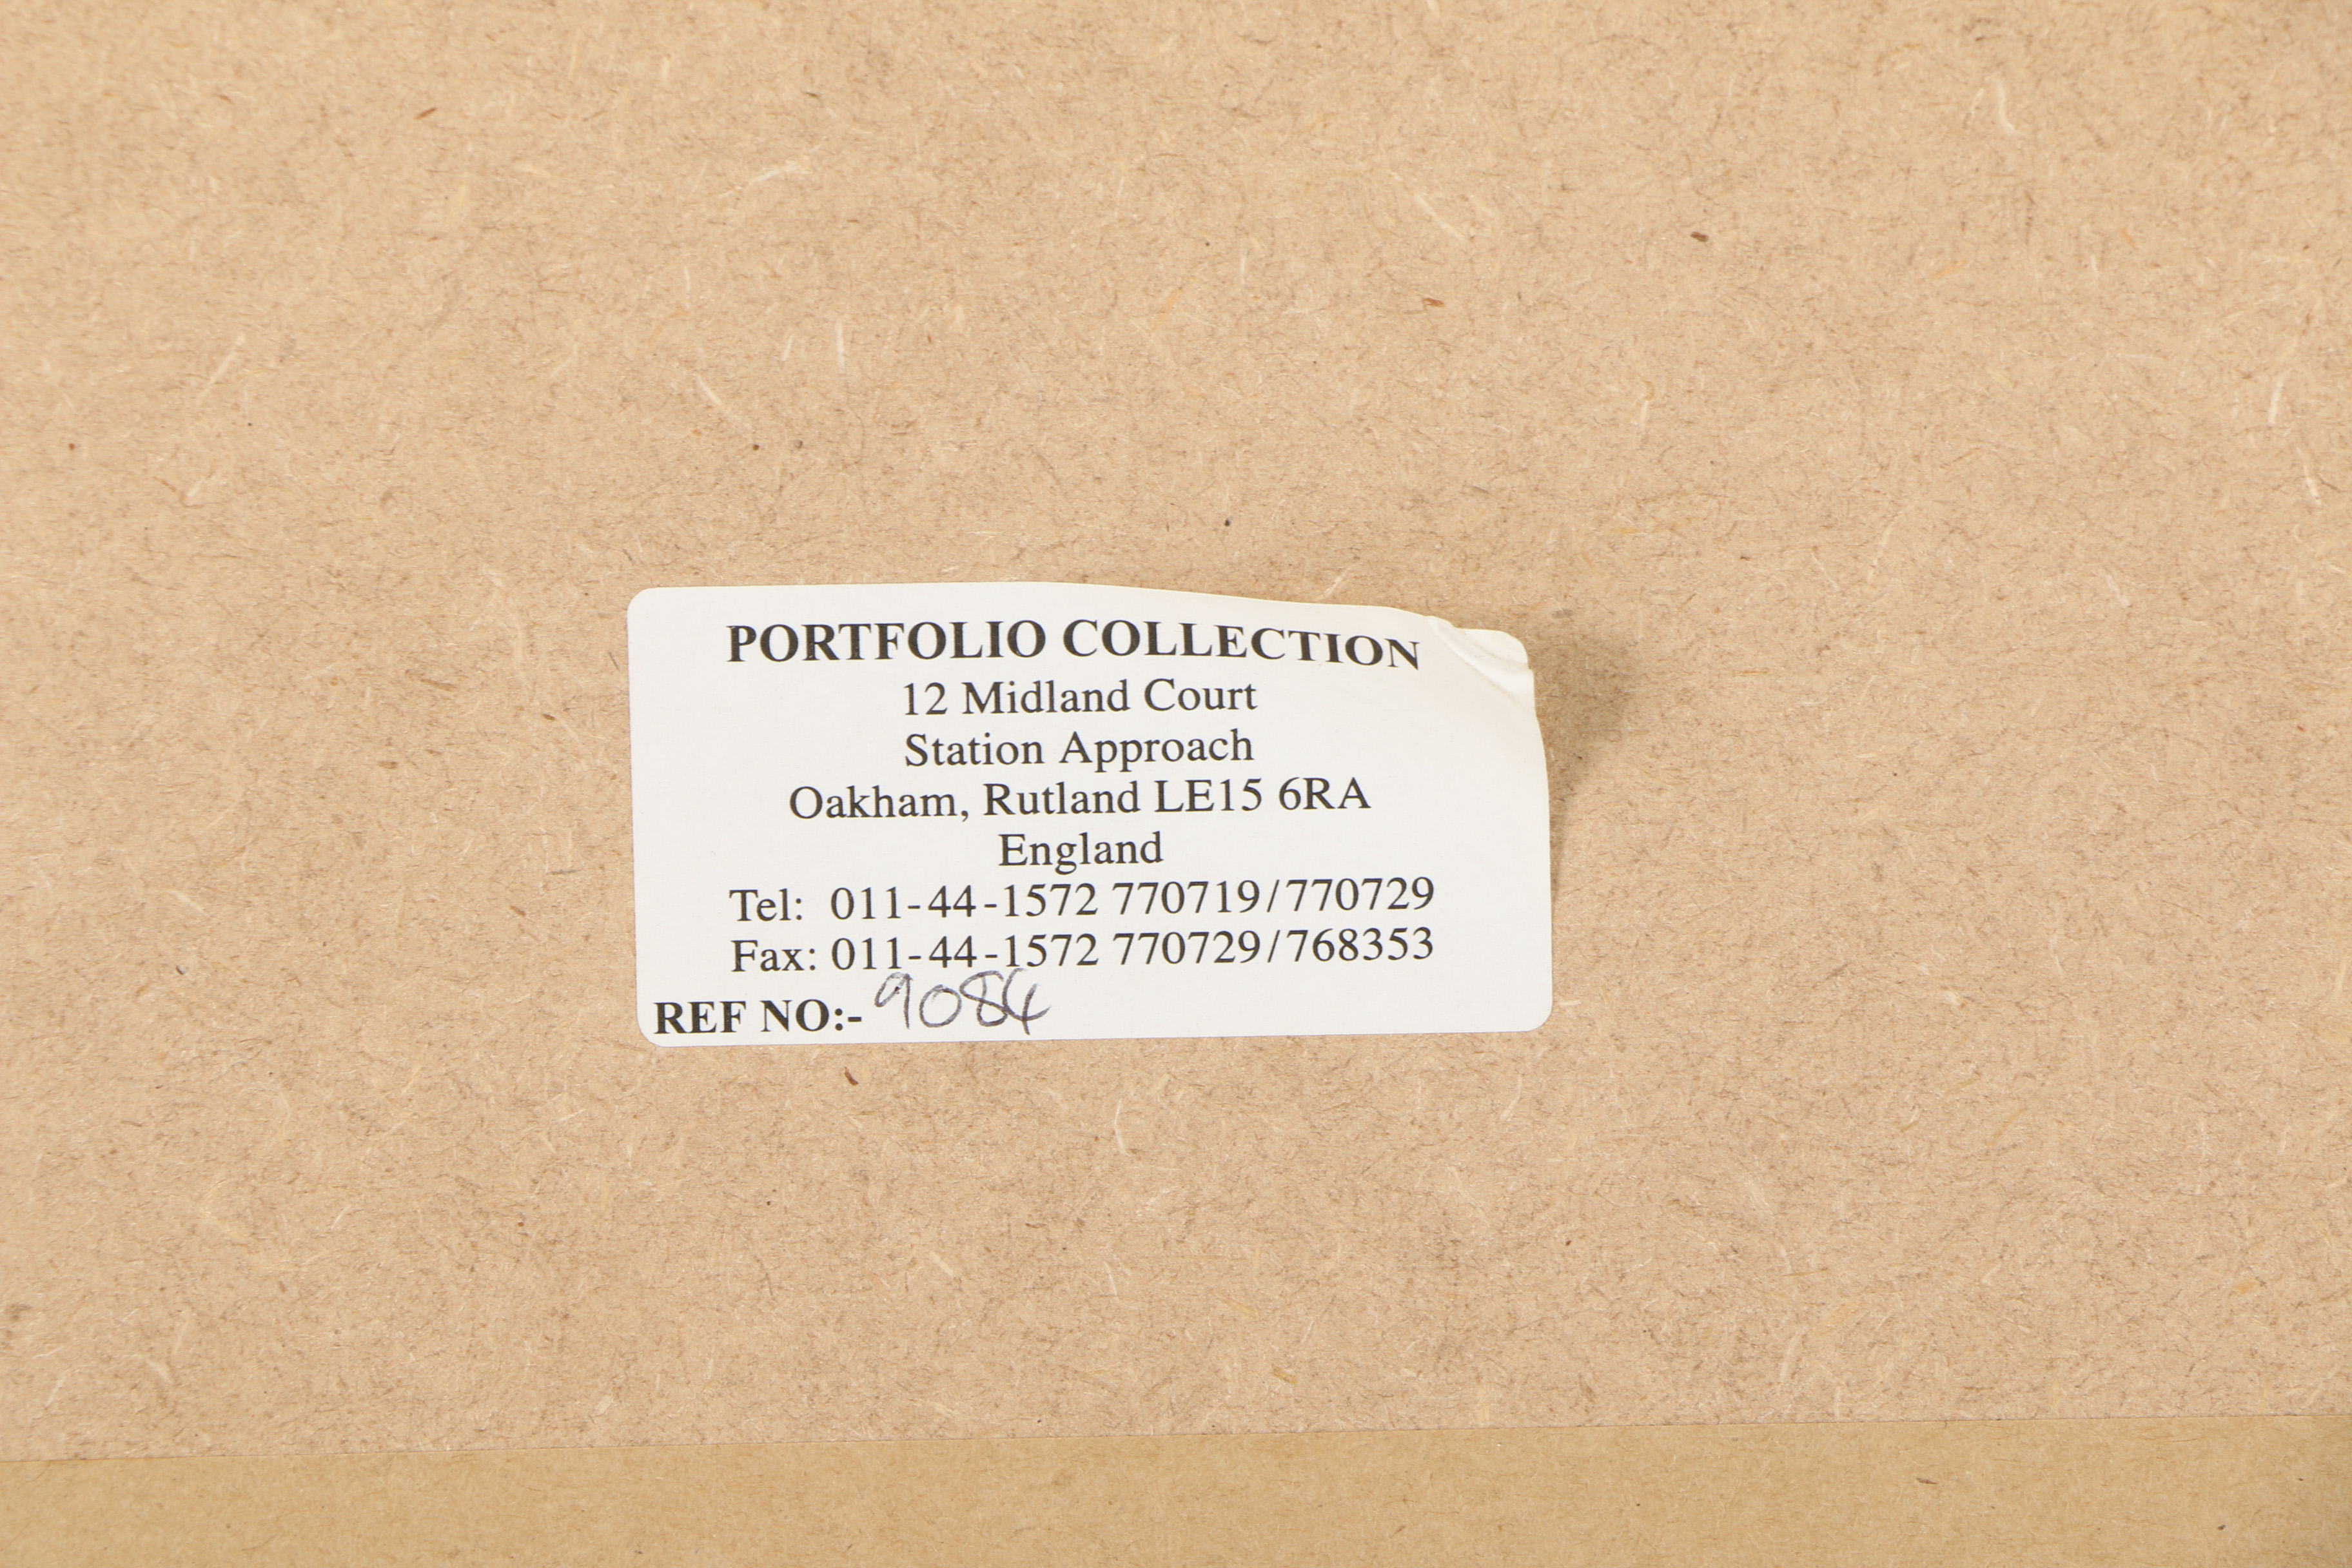 PORTFOLIO COLLECTION
12 Midland Court
Station Approach
Oakham, Rutland LE15 6RA
England
Tel: 011-44-1572 770719/770729
Fax: 011-44-1572 770729/768353
REF NO:- 9084